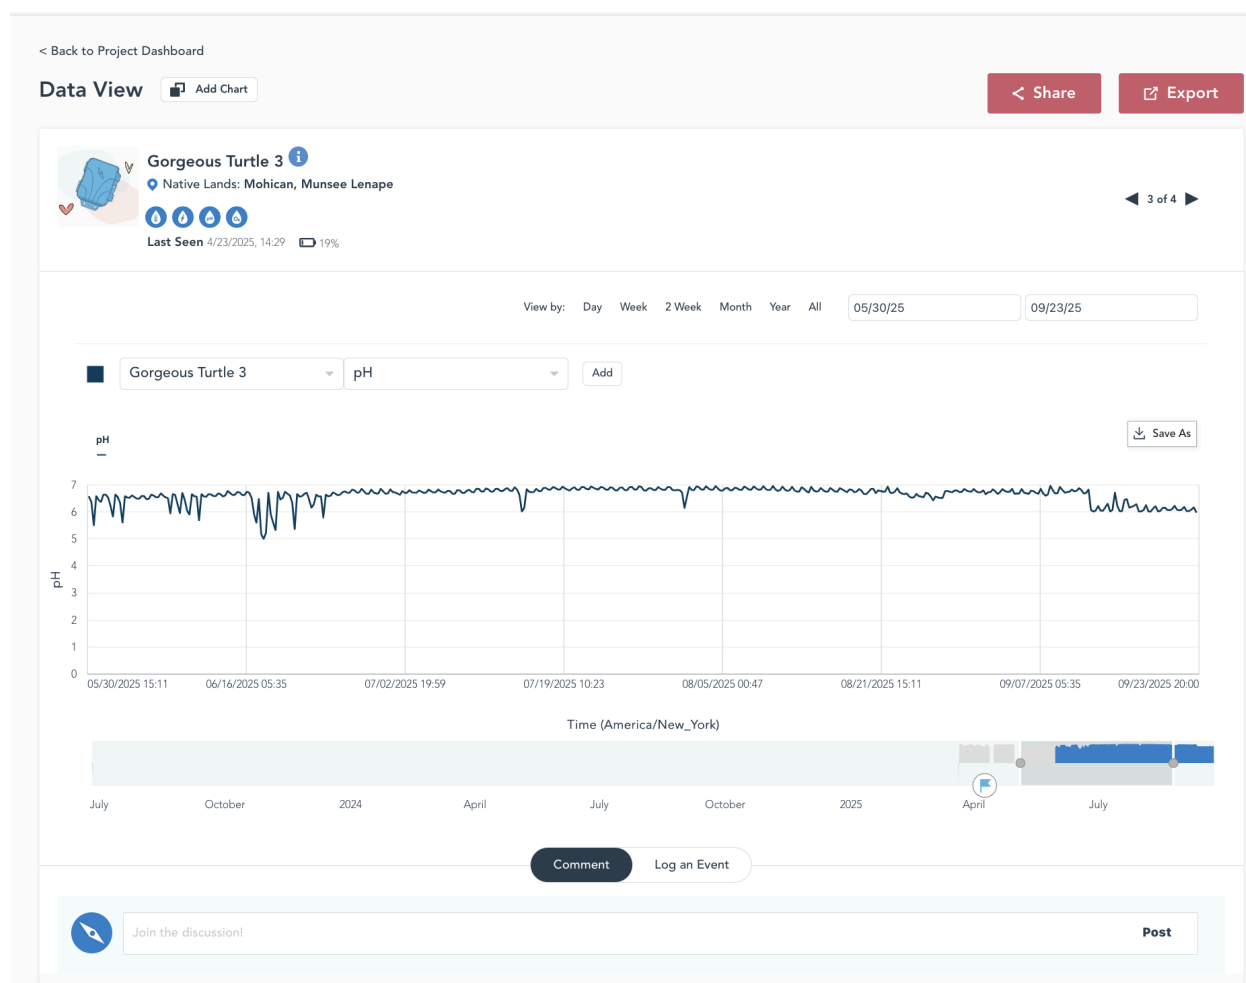 < Back to Project Dashboard
Data View
Add Chart
Share
Export
Gorgeous Turtle 3
Native Lands: Mohican, Munsee Lenape
3 of 4
pH
Last Seen 4/23/2025, 14:29 19%
View by: Day Week 2 Week Month Year All 05/30/25 09/23/25
Gorgeous Turtle 3 pH Add
Save As
pH
7
6
5
4
3
2
1
0
pH
05/30/2025 15:11 06/16/2025 05:35 07/02/2025 19:59 07/19/2025 10:23 08/05/2025 00:47 08/21/2025 15:11 09/07/2025 05:35 09/23/2025 20:00
Time (America/New_York)
July October 2024 April July October 2025 April July
Comment Log an Event
Join the discussion! Post